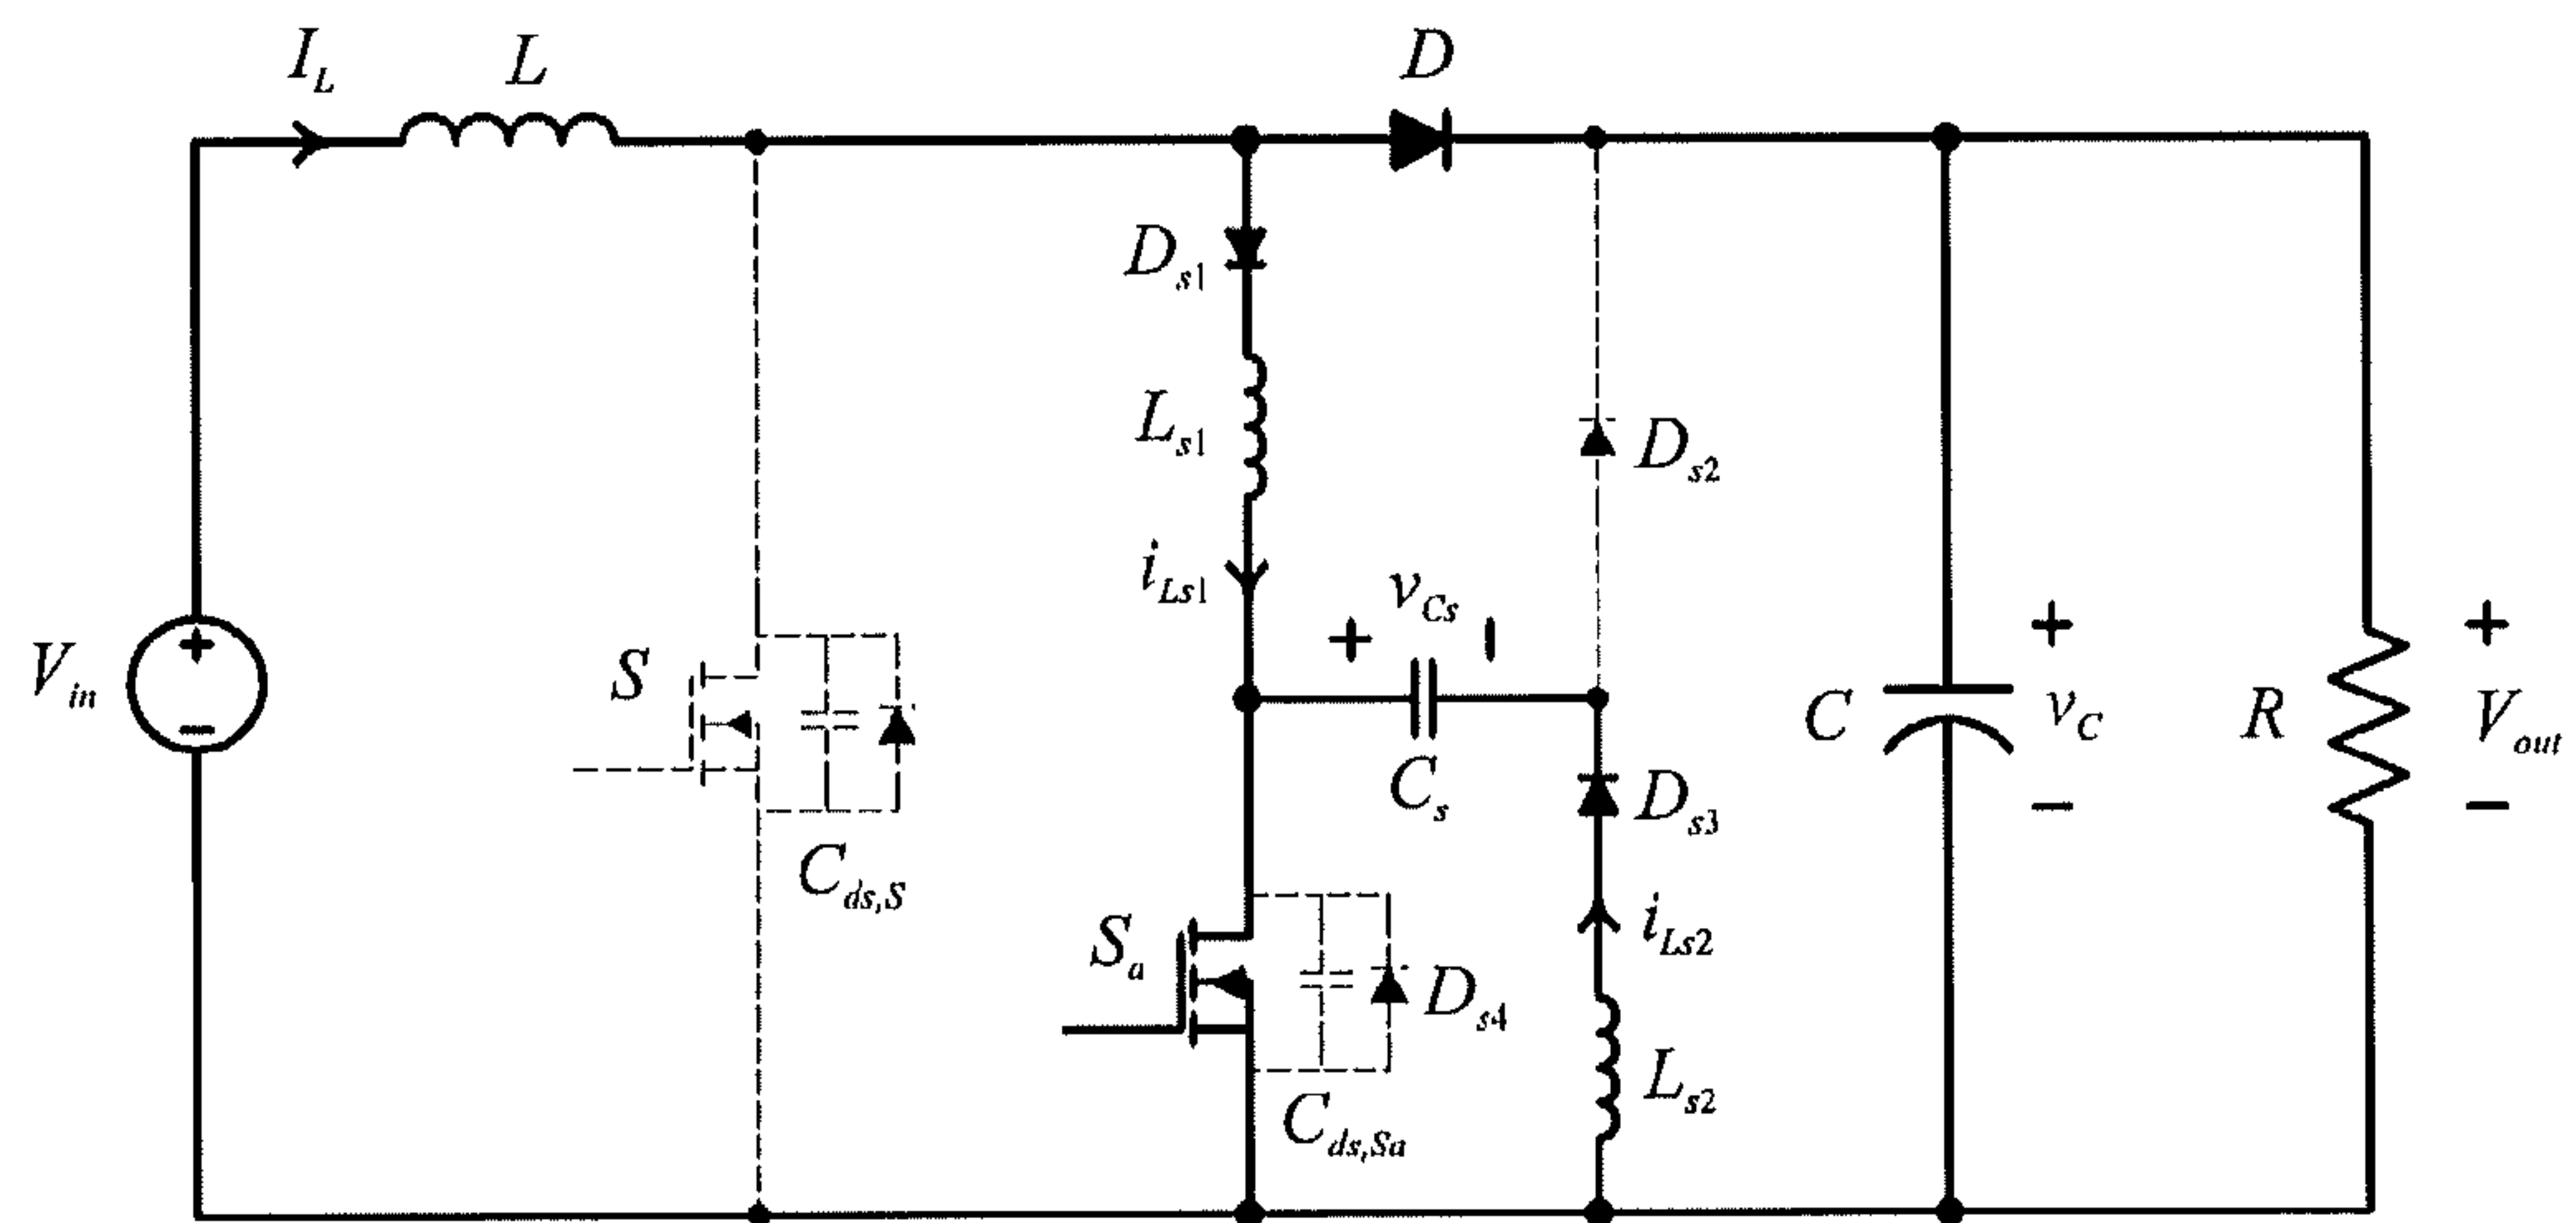 I_L
L
D
D_s1
L_s1
D_s2
i_Ls1
+ v_Cs -
V_in
+
−
S
C_s
C
+
v_C
−
R
+
V_out
−
C_ds,S
D_s3
S_a
D_s4
i_Ls2
L_s2
C_ds,Sa